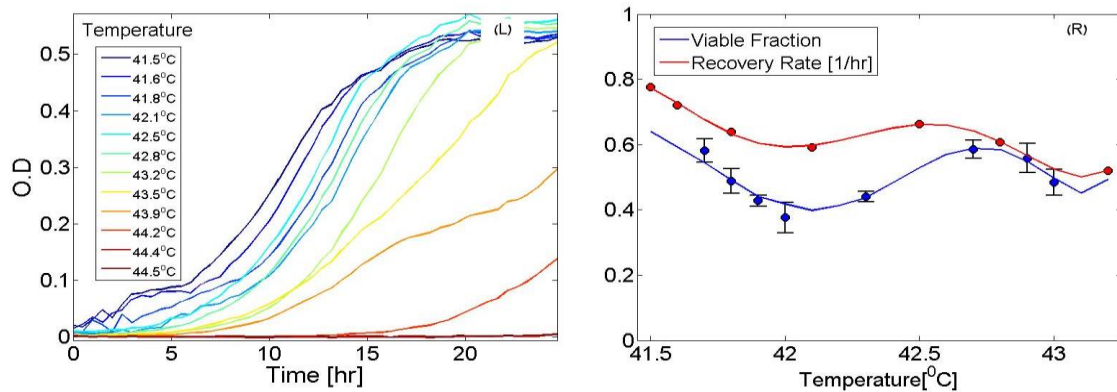 Temperature
(L)
41.5⁰C
41.6⁰C
41.8⁰C
42.1⁰C
42.5⁰C
42.8⁰C
43.2⁰C
43.5⁰C
43.9⁰C
44.2⁰C
44.4⁰C
44.5⁰C
O.D
0.5
0.4
0.3
0.2
0.1
0
0
5
10
15
20
Time [hr]
(R)
Viable Fraction
Recovery Rate [1/hr]
1
0.8
0.6
0.4
0.2
0
41.5
42
42.5
43
Temperature[⁰C]